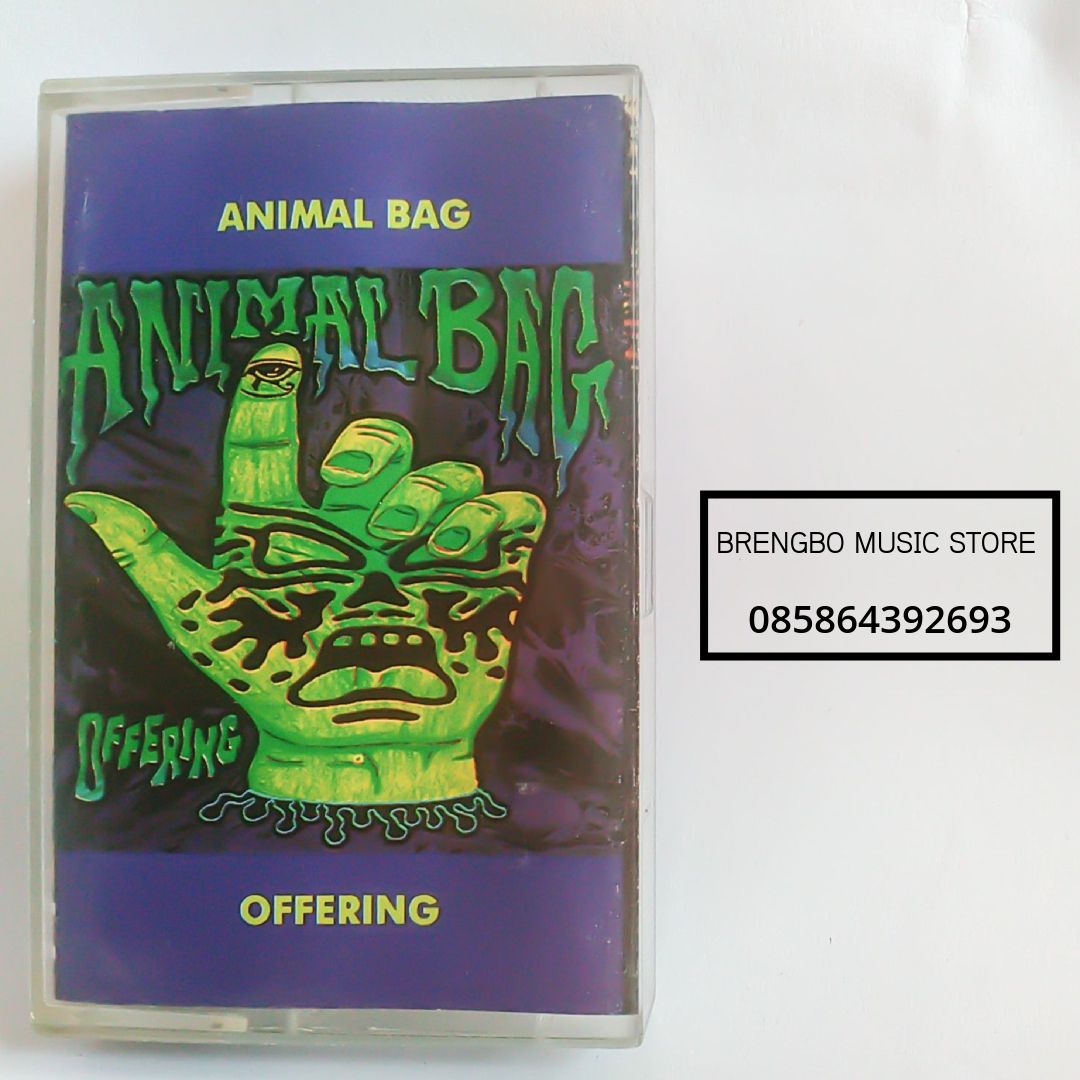 ANIMAL BAG
ANIMAL BAG
OFFERING
OFFERING
BRENGBO MUSIC STORE
085864392693